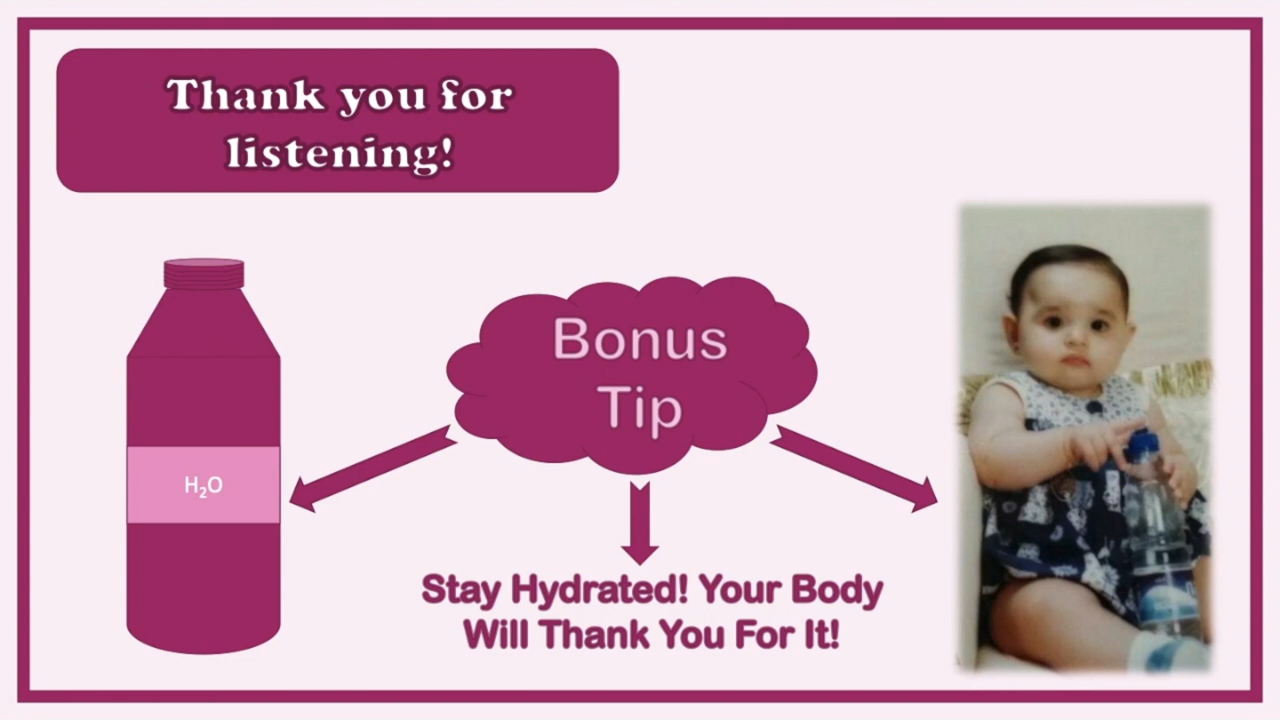 Thank you for
listening!
Bonus
Tip
H₂O
Stay Hydrated! Your Body
Will Thank You For It!